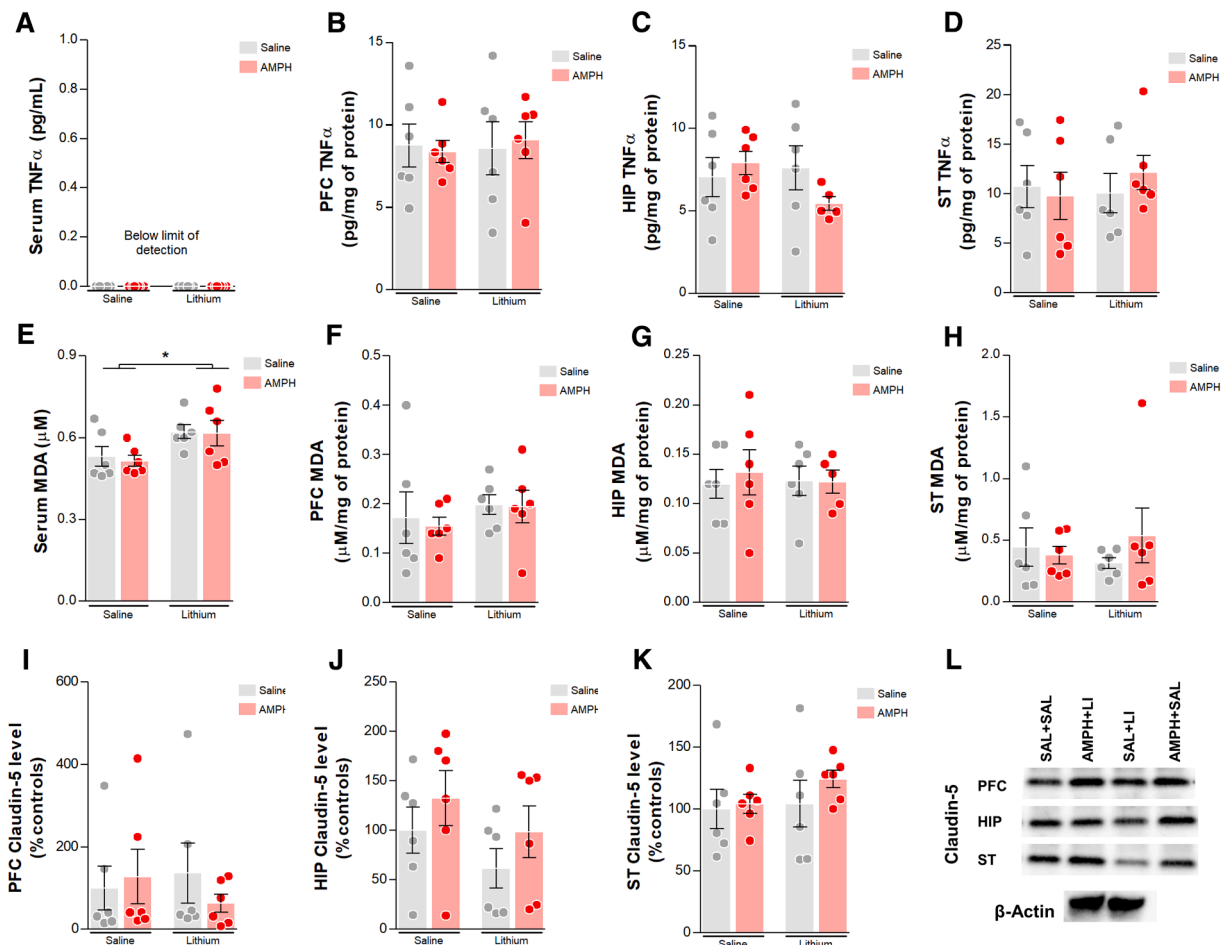 A
Serum TNFα (pg/mL)
1.0
0.8
0.6
0.4
0.2
0.0
Saline
AMPH
Below limit of
detection
Saline
Lithium
B
PFC TNFα
(pg/mg of protein)
15
10
5
0
Saline
AMPH
Saline
Lithium
C
HIP TNFα
(pg/mg of protein)
15
10
5
0
Saline
AMPH
Saline
Lithium
D
ST TNFα
(pg/mg of protein)
25
20
15
10
5
0
Saline
AMPH
Saline
Lithium
E
Serum MDA (μM)
0.9
0.6
0.3
0.0
*
Saline
AMPH
Saline
Lithium
F
PFC MDA
(μM/mg of protein)
0.5
0.4
0.3
0.2
0.1
0.0
Saline
AMPH
Saline
Lithium
G
HIP MDA
(μM/mg of protein)
0.25
0.20
0.15
0.10
0.05
0.00
Saline
AMPH
Saline
Lithium
H
ST MDA
(μM/mg of protein)
2.0
1.5
1.0
0.5
0.0
Saline
AMPH
Saline
Lithium
I
PFC Claudin-5 level
(% controls)
600
400
200
0
Saline
AMPH
Saline
Lithium
J
HIP Claudin-5 level
(% controls)
250
200
150
100
50
0
Saline
AMPH
Saline
Lithium
K
ST Claudin-5 level
(% controls)
200
150
100
50
0
Saline
AMPH
Saline
Lithium
L
SAL+SAL
AMPH+LI
SAL+LI
AMPH+SAL
Claudin-5
PFC
HIP
ST
β-Actin